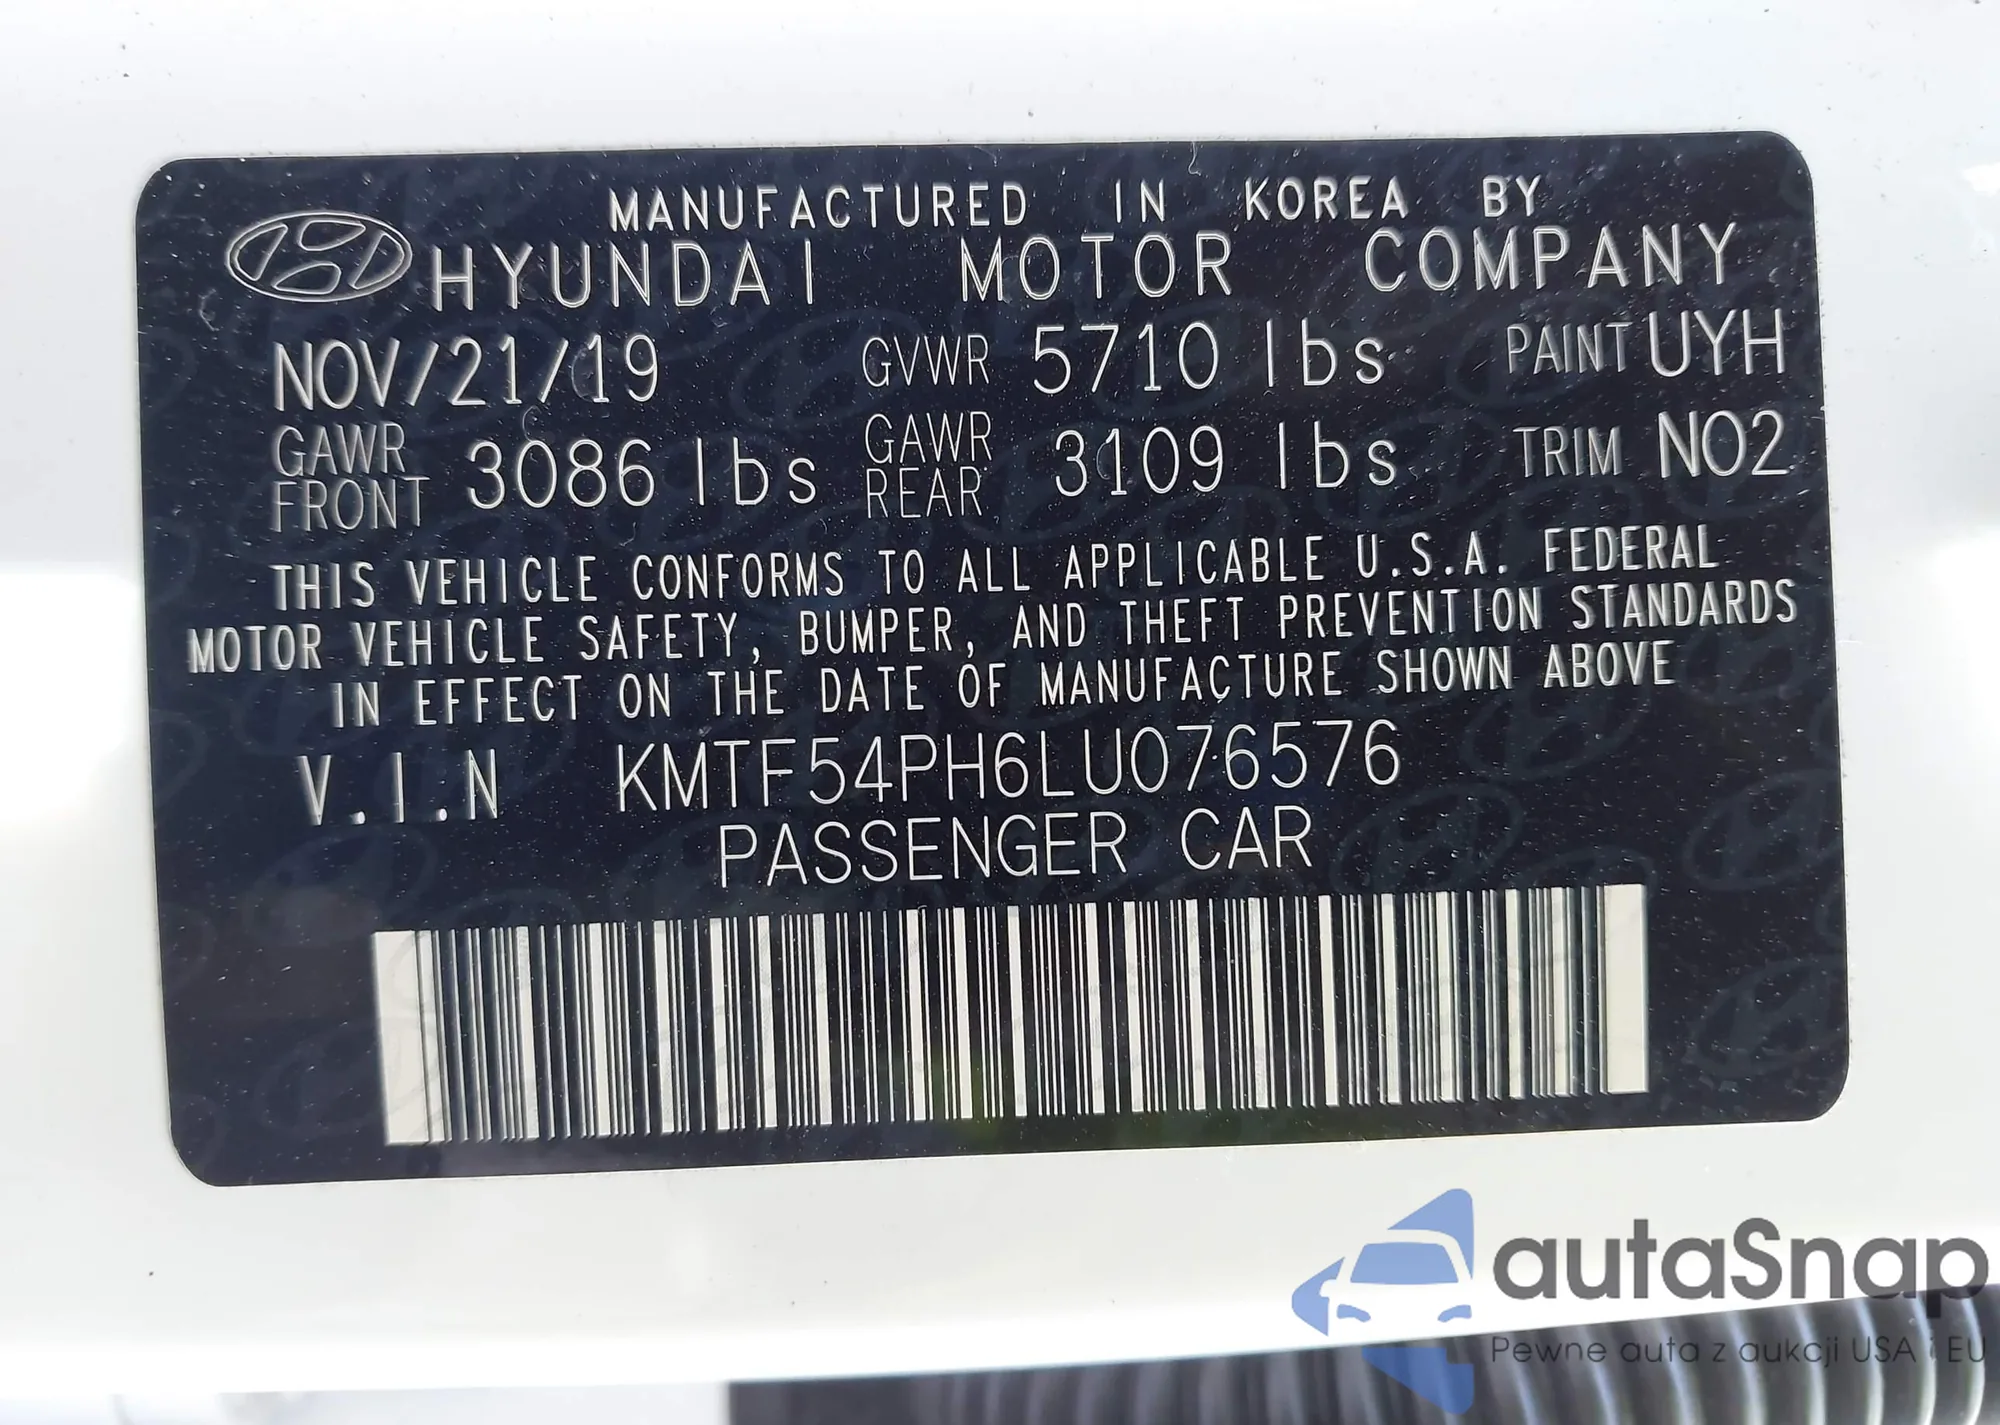 MANUFACTURED IN KOREA BY
HYUNDAI MOTOR COMPANY
NOV/21/19 GVWR 5710 lbs PAINT UYH
GAWR FRONT 3086 lbs GAWR REAR 3109 lbs TRIM NO2
THIS VEHICLE CONFORMS TO ALL APPLICABLE U.S.A. FEDERAL
MOTOR VEHICLE SAFETY, BUMPER, AND THEFT PREVENTION STANDARDS
IN EFFECT ON THE DATE OF MANUFACTURE SHOWN ABOVE
V.I.N KMTF54PH6LU076576
PASSENGER CAR
autaSnap
Pewne auta z aukcji USA i EU